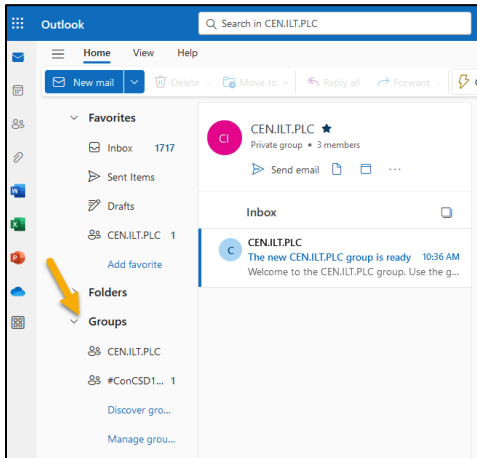 Outlook
Search in CEN.ILT.PLC
Home View Help
New mail Delete Move to Reply all Forward
Favorites
Inbox 1717
Sent Items
Drafts
CEN.ILT.PLC 1
Add favorite
Folders
Groups
CEN.ILT.PLC
#ConCSD1... 1
Discover gro...
Manage grou...
CI
CEN.ILT.PLC
Private group • 3 members
Send email ...
Inbox
C
CEN.ILT.PLC
The new CEN.ILT.PLC group is ready 10:36 AM
Welcome to the CEN.ILT.PLC group. Use the g...